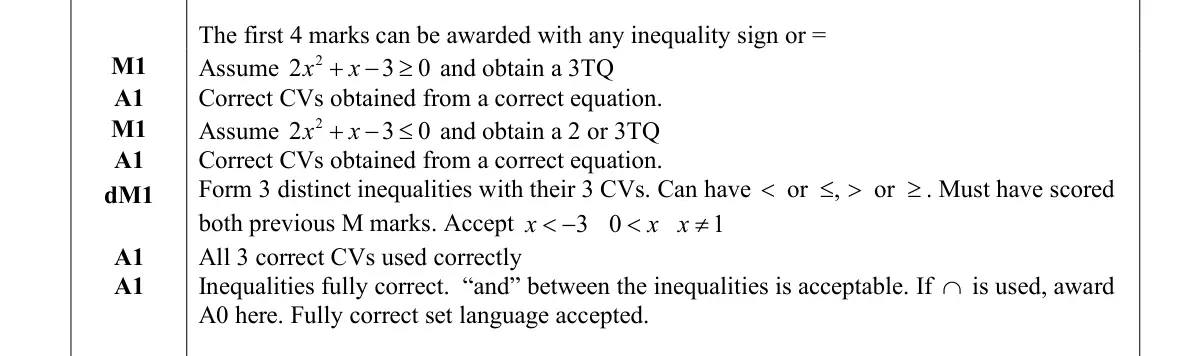 The first 4 marks can be awarded with any inequality sign or =
M1 Assume 2x² + x − 3 ≥ 0 and obtain a 3TQ
A1 Correct CVs obtained from a correct equation.
M1 Assume 2x² + x − 3 ≤ 0 and obtain a 2 or 3TQ
A1 Correct CVs obtained from a correct equation.
dM1 Form 3 distinct inequalities with their 3 CVs. Can have < or ≤, > or ≥. Must have scored
both previous M marks. Accept x < −3 0 < x x ≠ 1
A1 All 3 correct CVs used correctly
A1 Inequalities fully correct. “and” between the inequalities is acceptable. If ∩ is used, award
A0 here. Fully correct set language accepted.